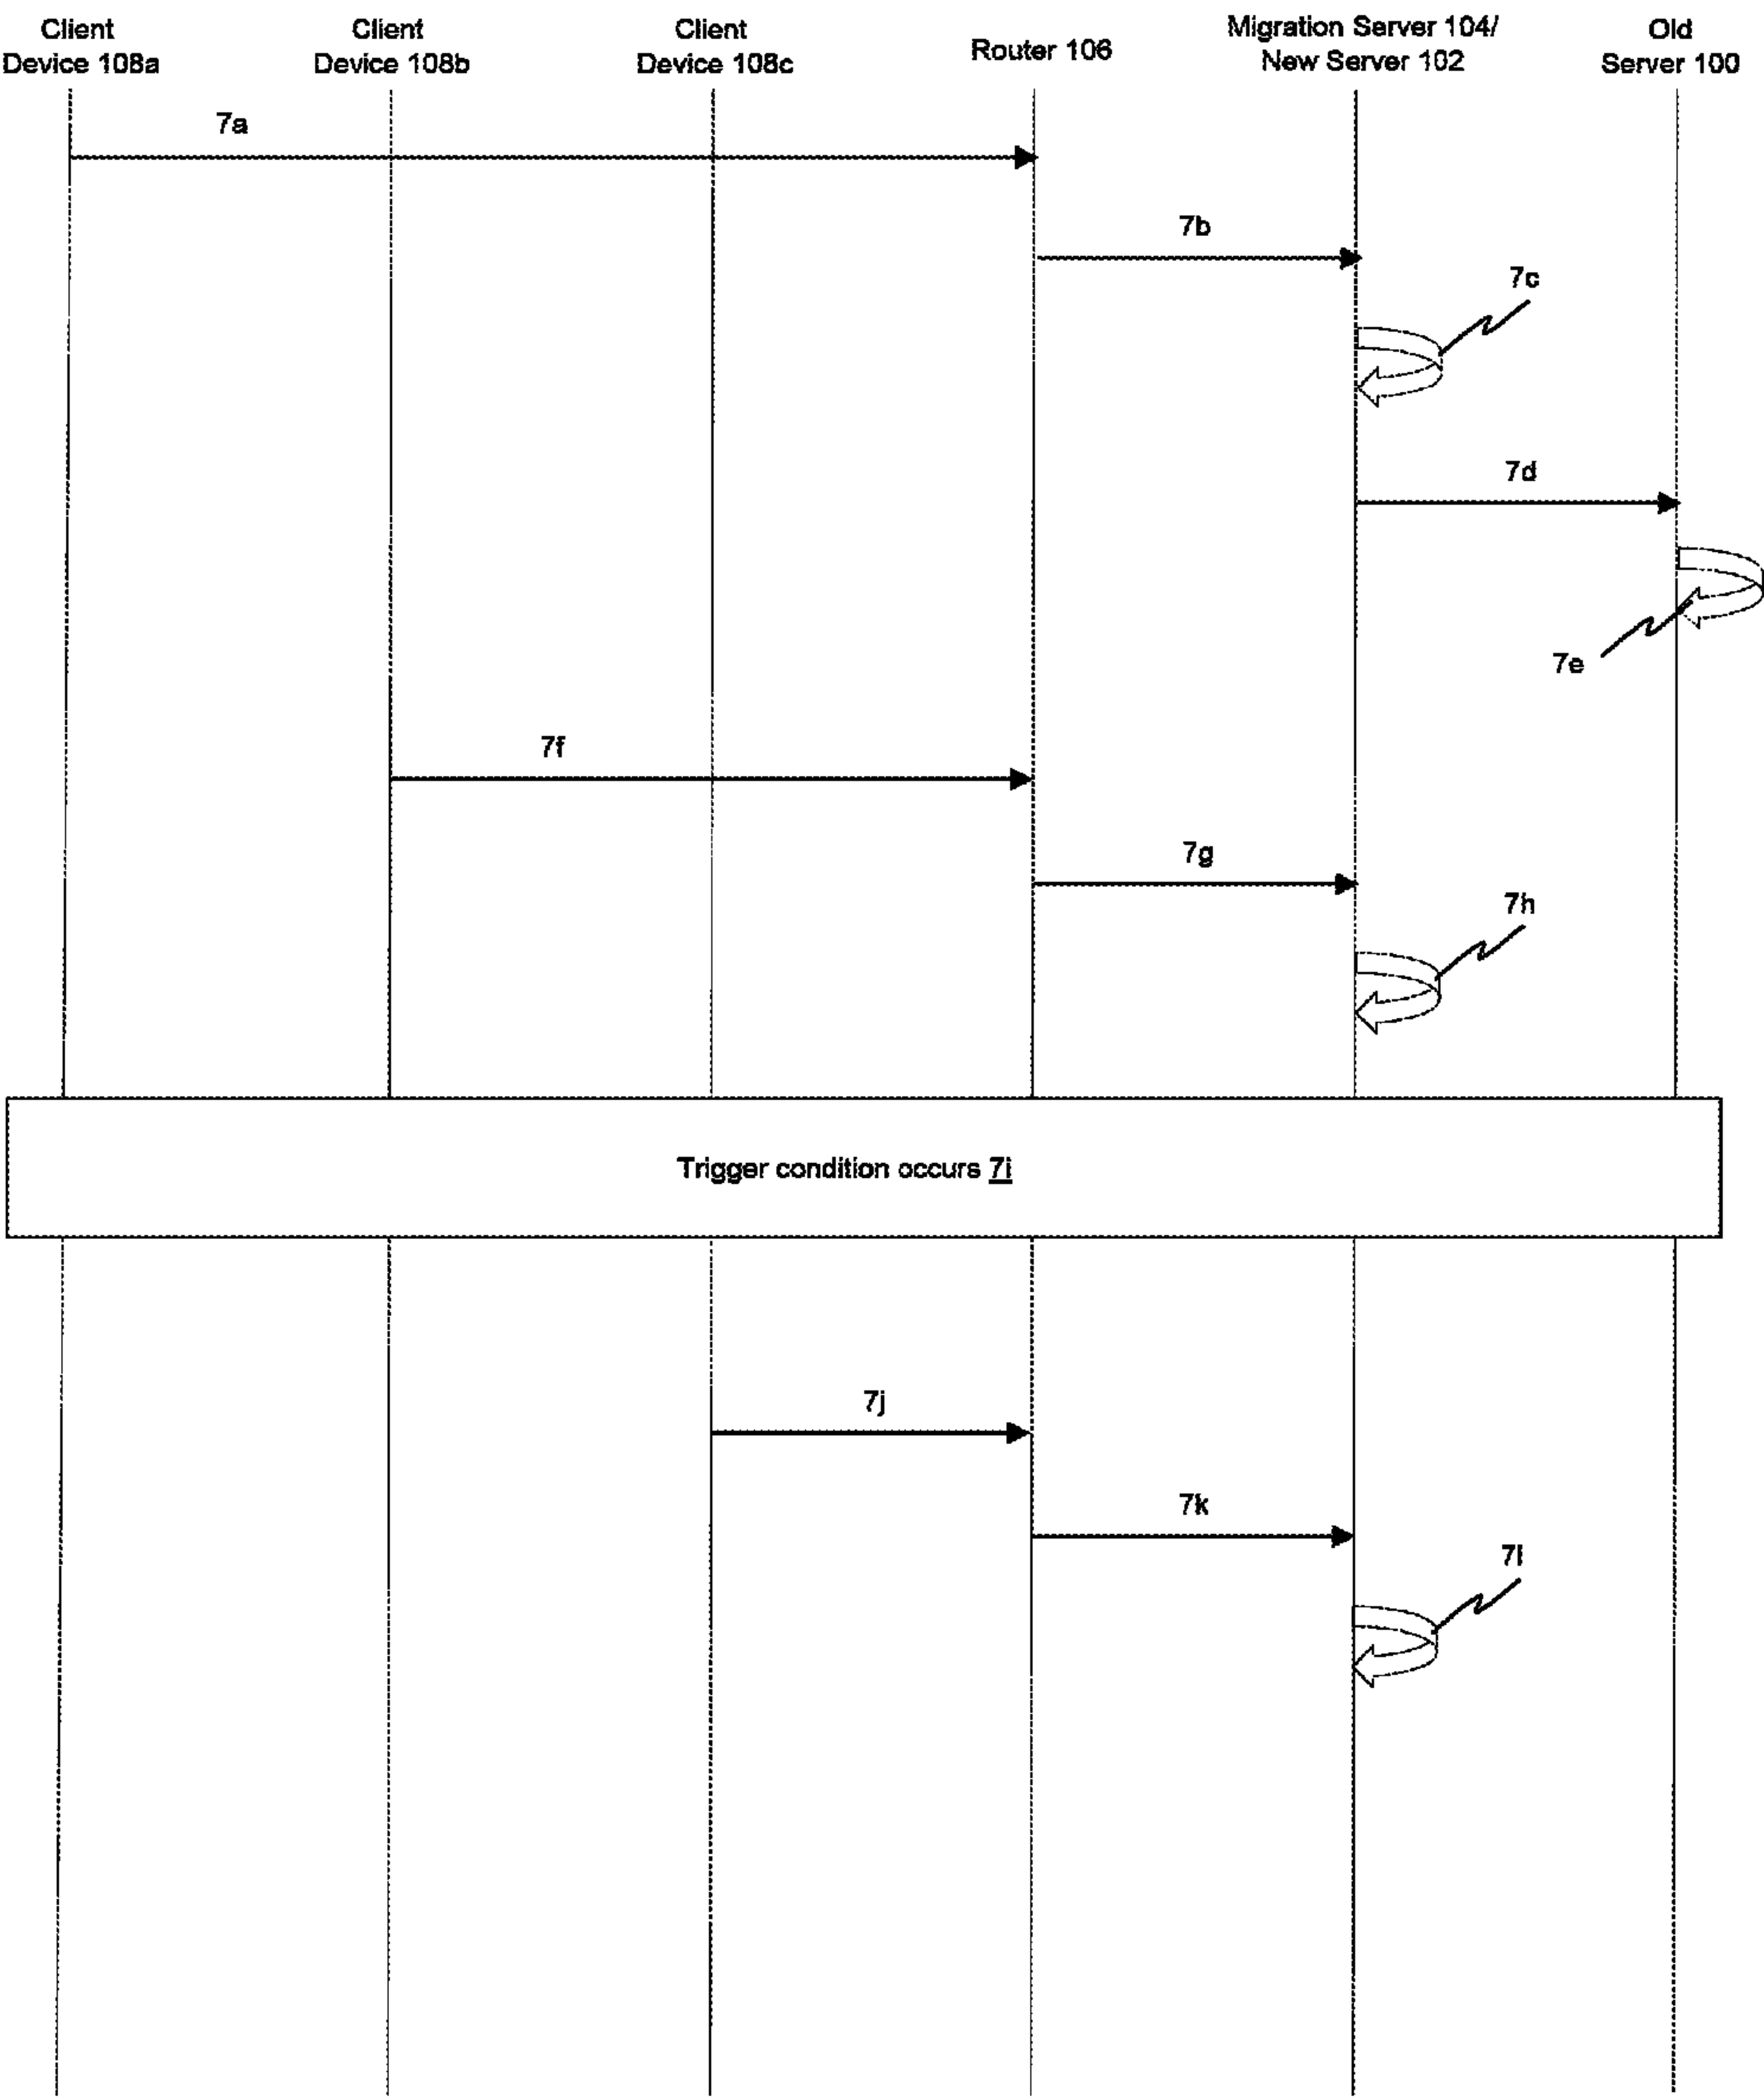 Client
Device 108a
Client
Device 108b
Client
Device 108c
Router 106
Migration Server 104/
New Server 102
Old
Server 100
7a
7b
7c
7d
7e
7f
7g
7h
Trigger condition occurs 7i
7j
7k
7l